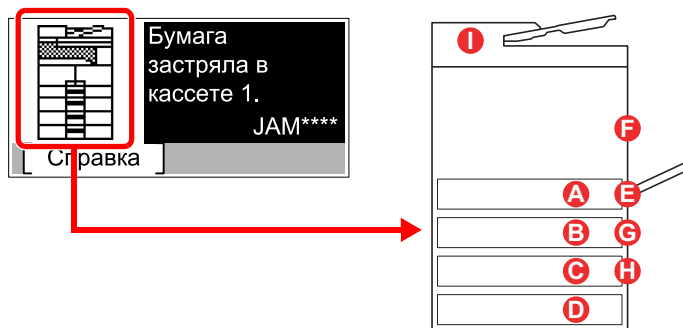 Бумага
застряла в
кассете 1.
JAM****
Справка
I
F
A E
B G
C H
D